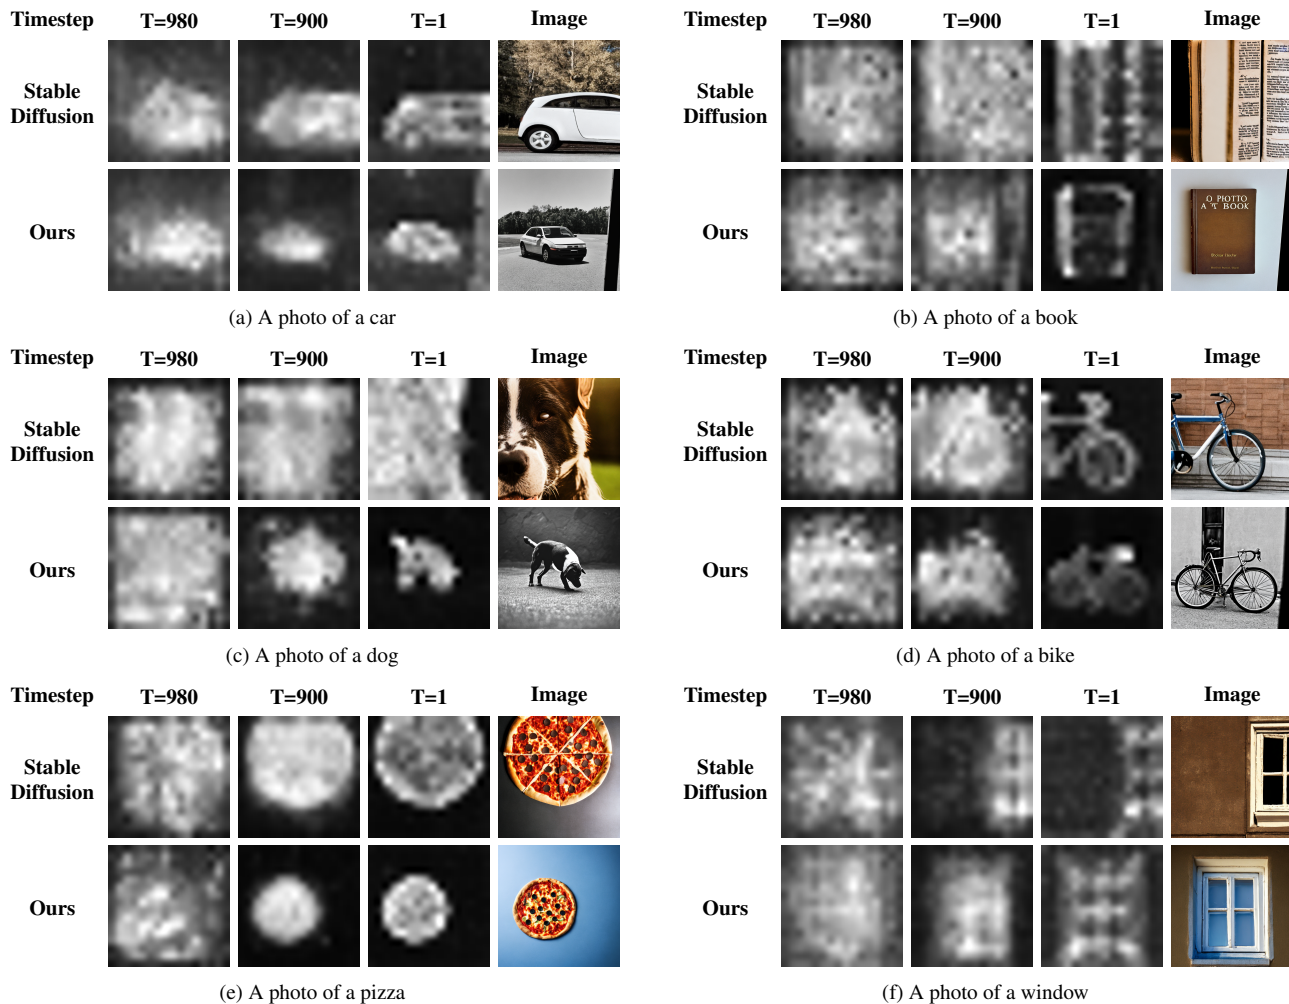 Timestep T=980 T=900 T=1 Image
Stable
Diffusion
Ours
(a) A photo of a car
Timestep T=980 T=900 T=1 Image
Stable
Diffusion
Ours
O PIOTTO
A 'T BOOK
(b) A photo of a book
Timestep T=980 T=900 T=1 Image
Stable
Diffusion
Ours
(c) A photo of a dog
Timestep T=980 T=900 T=1 Image
Stable
Diffusion
Ours
(d) A photo of a bike
Timestep T=980 T=900 T=1 Image
Stable
Diffusion
Ours
(e) A photo of a pizza
Timestep T=980 T=900 T=1 Image
Stable
Diffusion
Ours
(f) A photo of a window